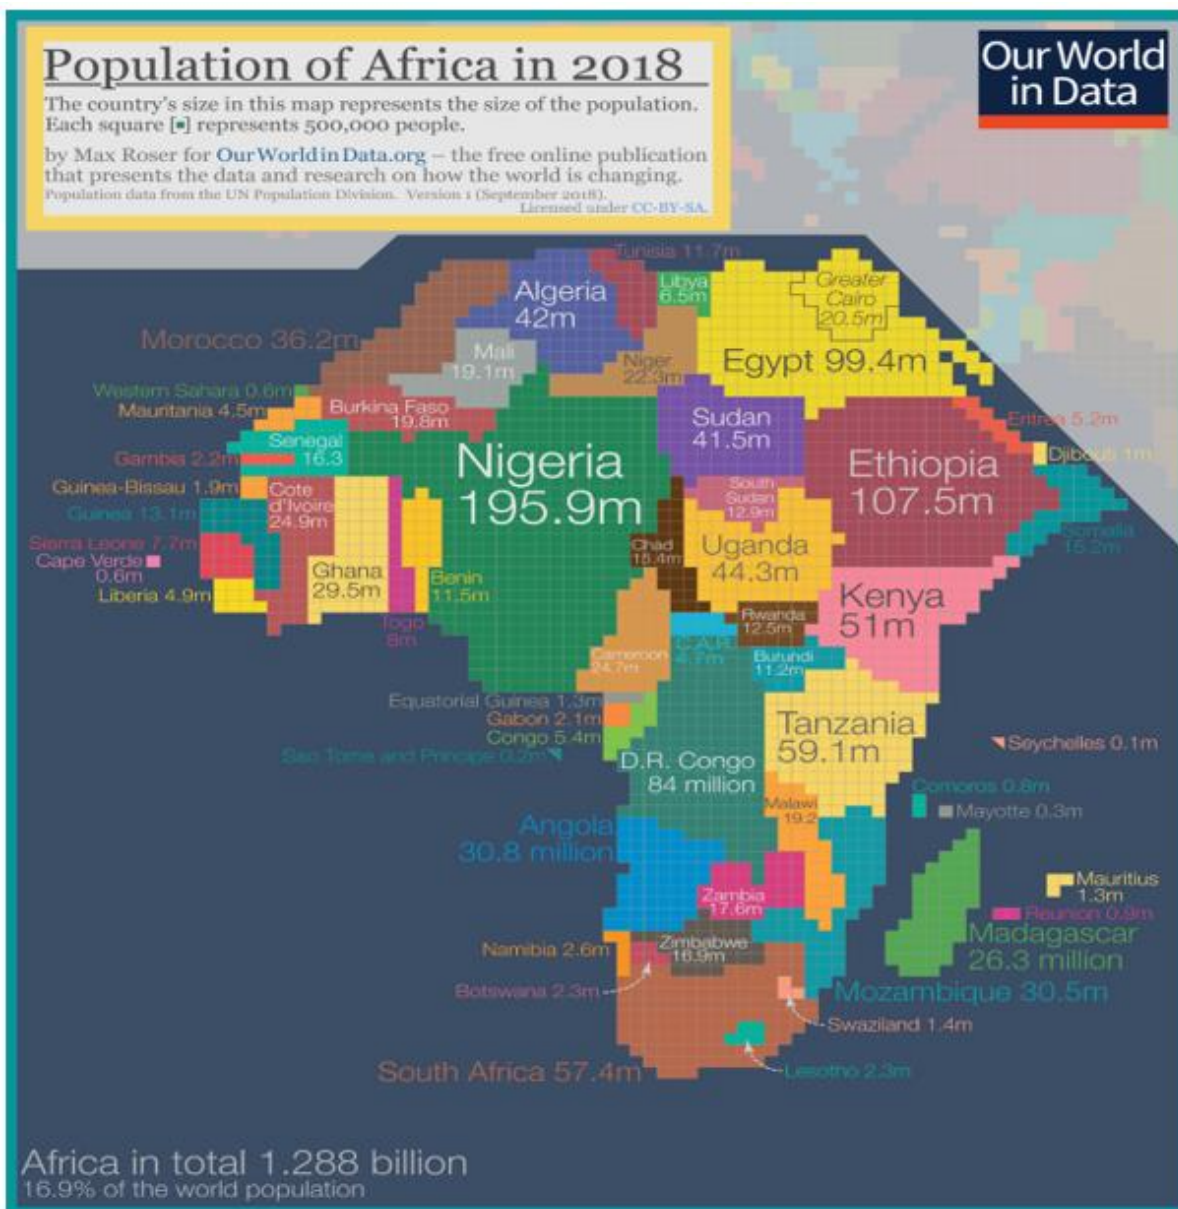 Population of Africa in 2018
The country's size in this map represents the size of the population.
Each square [▪] represents 500,000 people.
by Max Roser for OurWorldinData.org – the free online publication
that presents the data and research on how the world is changing.
Population data from the UN Population Division. Version 1 (September 2018).
Licensed under CC-BY-SA.
Our World
in Data
Tunisia 11.7m
Algeria
42m
Libya
6.5m
Greater
Cairo
20.5m
Morocco 36.2m
Mali
19.1m
Niger
22.3m
Egypt 99.4m
Western Sahara 0.6m
Mauritania 4.5m
Burkina Faso
19.8m
Sudan
41.5m
Eritrea 5.2m
Senegal
16.3
Gambia 2.2m
Nigeria
195.9m
Ethiopia
107.5m
Djibouti 1m
Guinea-Bissau 1.9m
Cote
d'Ivoire
24.9m
South
Sudan
12.9m
Guinea 13.1m
Somalia
15.2m
Sierra Leone 7.7m
Cape Verde
0.6m
Chad
15.4m
Uganda
44.3m
Ghana
29.5m
Benin
11.5m
Liberia 4.9m
Kenya
51m
Togo
8m
Rwanda
12.5m
C.A.R.
4.7m
Cameroon
24.7m
Burundi
11.2m
Equatorial Guinea 1.3m
Gabon 2.1m
Congo 5.4m
Sao Tome and Principe 0.2m
Tanzania
59.1m
Seychelles 0.1m
D.R. Congo
84 million
Comoros 0.8m
Mayotte 0.3m
Malawi
19.2
Angola
30.8 million
Mauritius
1.3m
Zambia
17.6m
Reunion 0.9m
Madagascar
26.3 million
Namibia 2.6m
Zimbabwe
16.9m
Botswana 2.3m
Mozambique 30.5m
Swaziland 1.4m
South Africa 57.4m
Lesotho 2.3m
Africa in total 1.288 billion
16.9% of the world population